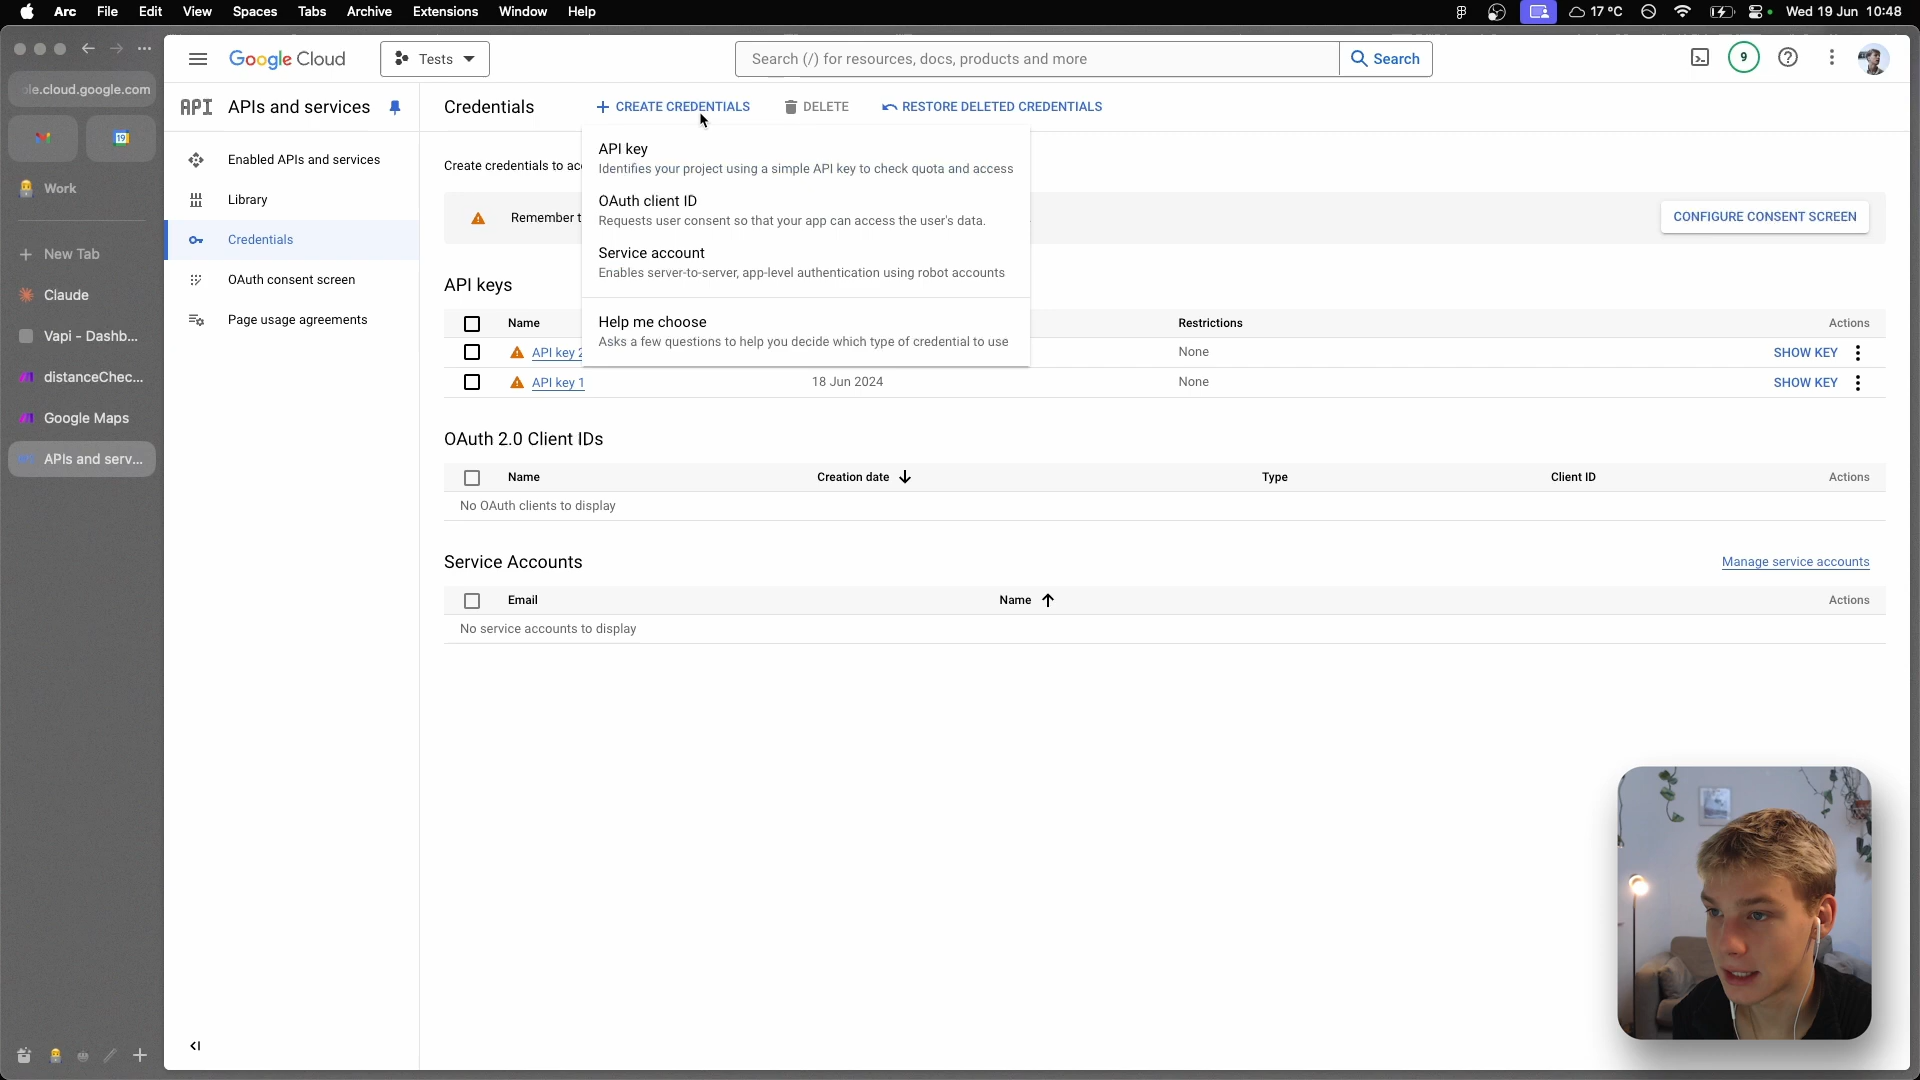 Arc File Edit View Spaces Tabs Archive Extensions Window Help
17 °C Wed 19 Jun 10:48
Google Cloud
Tests
Search (/) for resources, docs, products and more
Search
9
le.cloud.google.com
19
Work
New Tab
Claude
Vapi - Dashb...
distanceChec...
Google Maps
APIs and serv...
API APIs and services
Enabled APIs and services
Library
Credentials
OAuth consent screen
Page usage agreements
Credentials
+ CREATE CREDENTIALS
DELETE
RESTORE DELETED CREDENTIALS
Create credentials to ac
API key
Identifies your project using a simple API key to check quota and access
OAuth client ID
Requests user consent so that your app can access the user's data.
Service account
Enables server-to-server, app-level authentication using robot accounts
Help me choose
Asks a few questions to help you decide which type of credential to use
Remember t
CONFIGURE CONSENT SCREEN
API keys
Name Restrictions Actions
API key 2 None SHOW KEY
API key 1 18 Jun 2024 None SHOW KEY
OAuth 2.0 Client IDs
Name Creation date Type Client ID Actions
No OAuth clients to display
Service Accounts
Manage service accounts
Email Name Actions
No service accounts to display